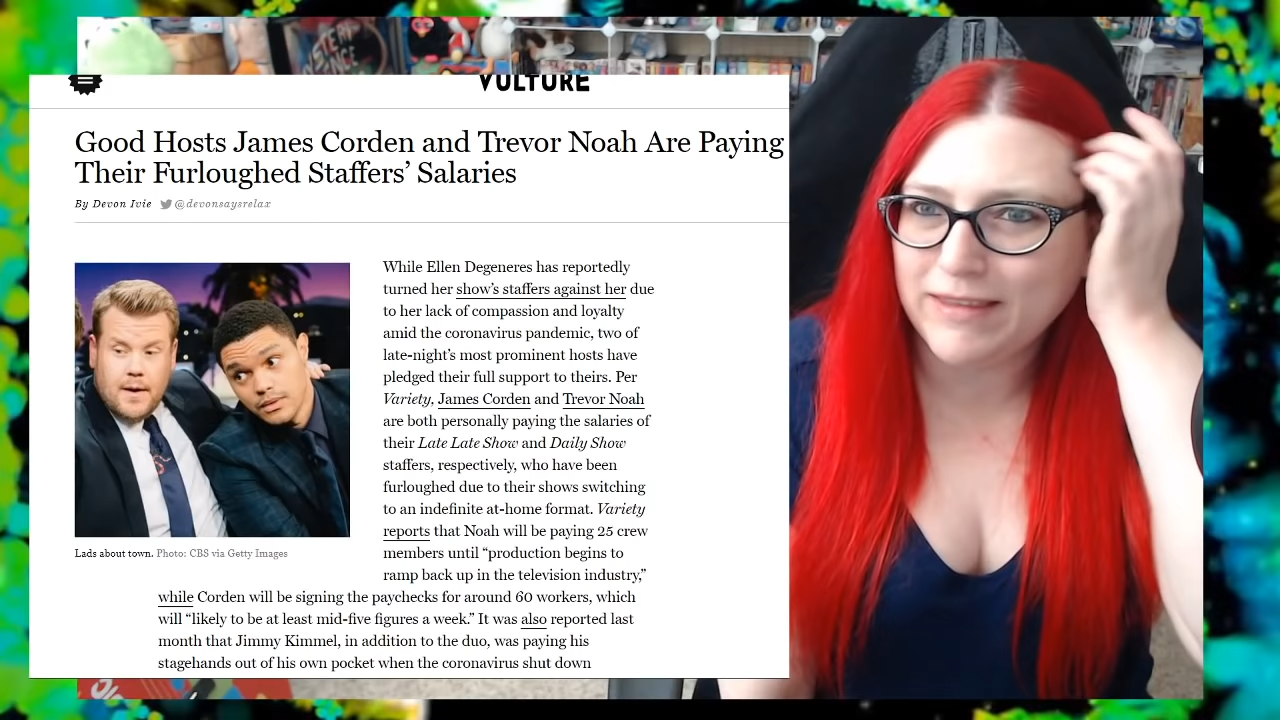 VULTURE
Good Hosts James Corden and Trevor Noah Are Paying
Their Furloughed Staffers’ Salaries
By Devon Ivie @devonsaysrelax
While Ellen Degeneres has reportedly
turned her show’s staffers against her due
to her lack of compassion and loyalty
amid the coronavirus pandemic, two of
late-night’s most prominent hosts have
pledged their full support to theirs. Per
Variety, James Corden and Trevor Noah
are both personally paying the salaries of
their Late Late Show and Daily Show
staffers, respectively, who have been
furloughed due to their shows switching
to an indefinite at-home format. Variety
reports that Noah will be paying 25 crew
members until “production begins to
ramp back up in the television industry,”
Lads about town. Photo: CBS via Getty Images
while Corden will be signing the paychecks for around 60 workers, which
will “likely to be at least mid-five figures a week.” It was also reported last
month that Jimmy Kimmel, in addition to the duo, was paying his
stagehands out of his own pocket when the coronavirus shut down